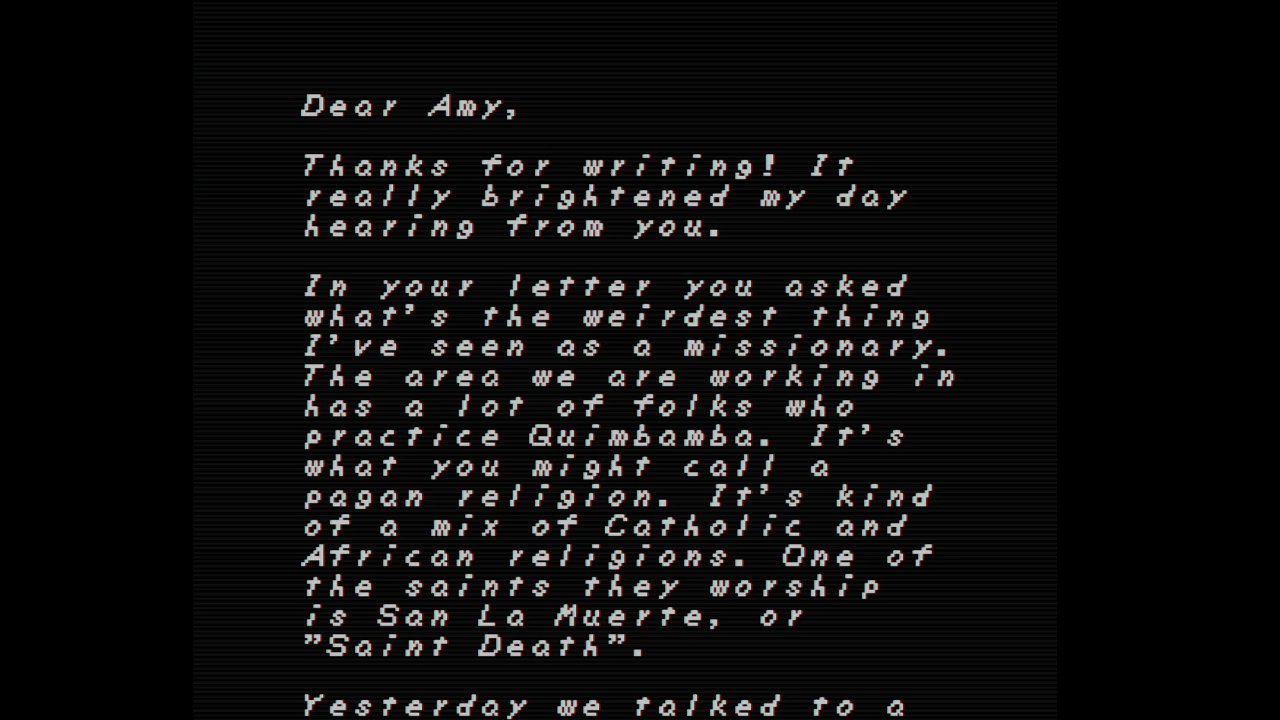 Dear Amy,
Thanks for writing! It
really brightened my day
hearing from you.
In your letter you asked
what's the weirdest thing
I've seen as a missionary.
The area we are working in
has a lot of folks who
practice Quimbamba. It's
what you might call a
pagan religion. It's kind
of a mix of Catholic and
African religions. One of
the saints they worship
is San La Muerte, or
"Saint Death".
Yesterday we talked to a